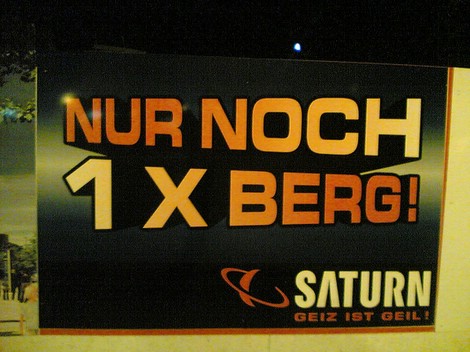 NUR NOCH
1 X BERG!
SATURN
GEIZ IST GEIL!